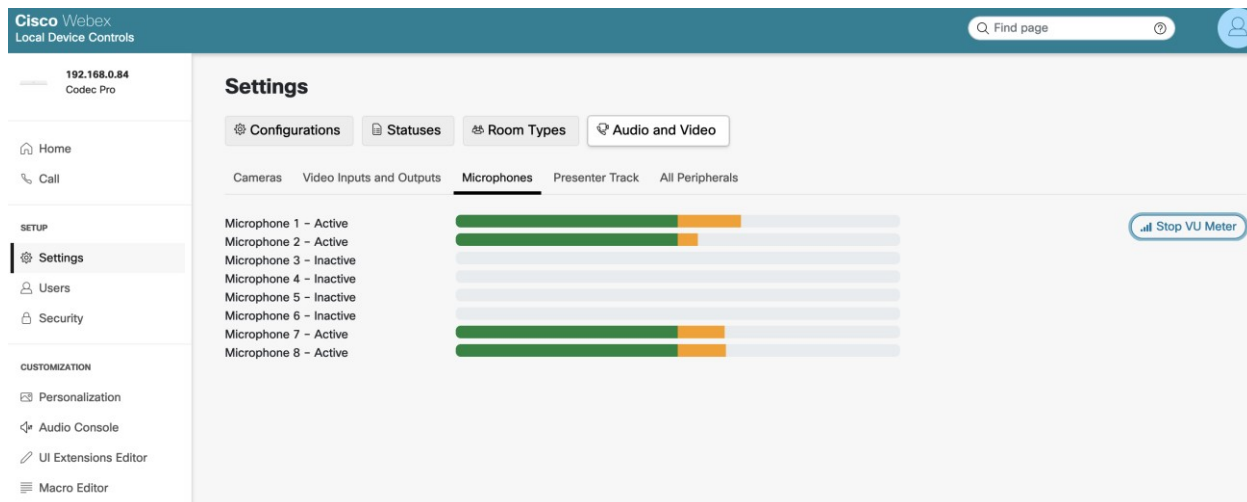 Cisco Webex
Local Device Controls
Find page
192.168.0.84
Codec Pro
Home
Call
SETUP
Settings
Users
Security
CUSTOMIZATION
Personalization
Audio Console
UI Extensions Editor
Macro Editor
Settings
Configurations Statuses Room Types Audio and Video
Cameras Video Inputs and Outputs Microphones Presenter Track All Peripherals
Microphone 1 – Active
Microphone 2 – Active
Microphone 3 – Inactive
Microphone 4 – Inactive
Microphone 5 – Inactive
Microphone 6 – Inactive
Microphone 7 – Active
Microphone 8 – Active
Stop VU Meter